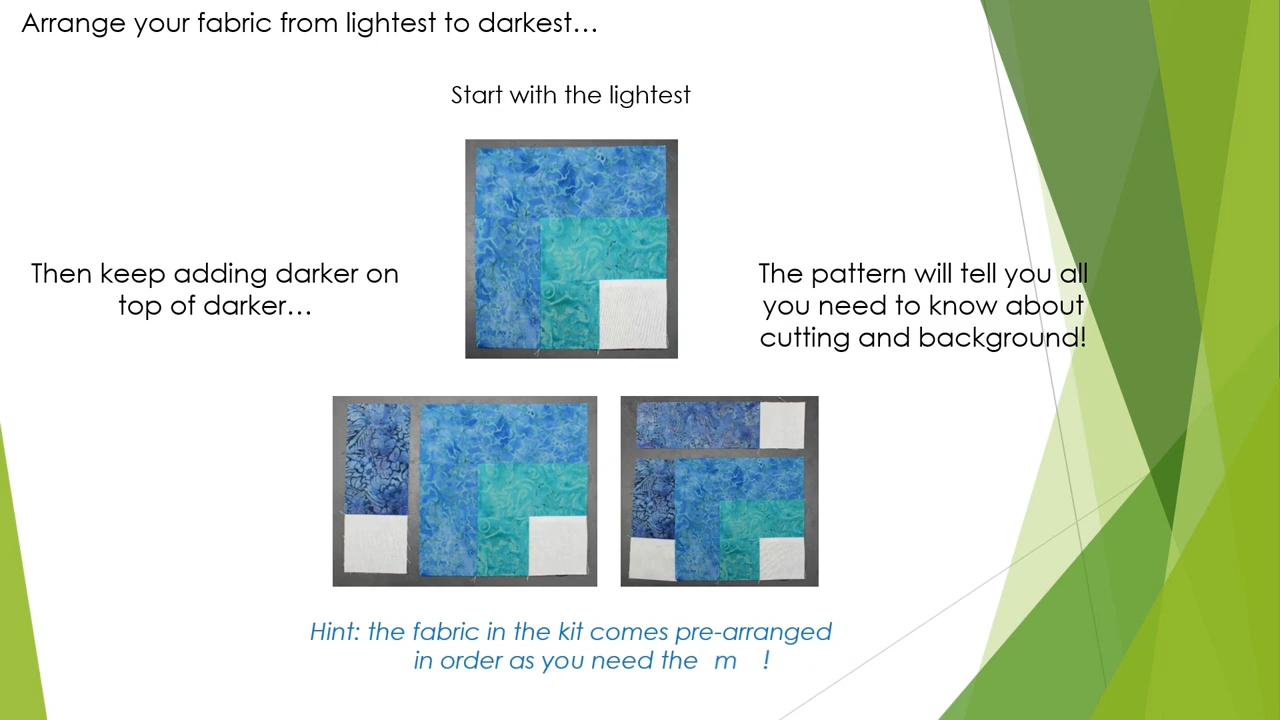 Arrange your fabric from lightest to darkest…
Start with the lightest
Then keep adding darker on
top of darker…
The pattern will tell you all
you need to know about
cutting and background!
Hint: the fabric in the kit comes pre-arranged
in order as you need the m !